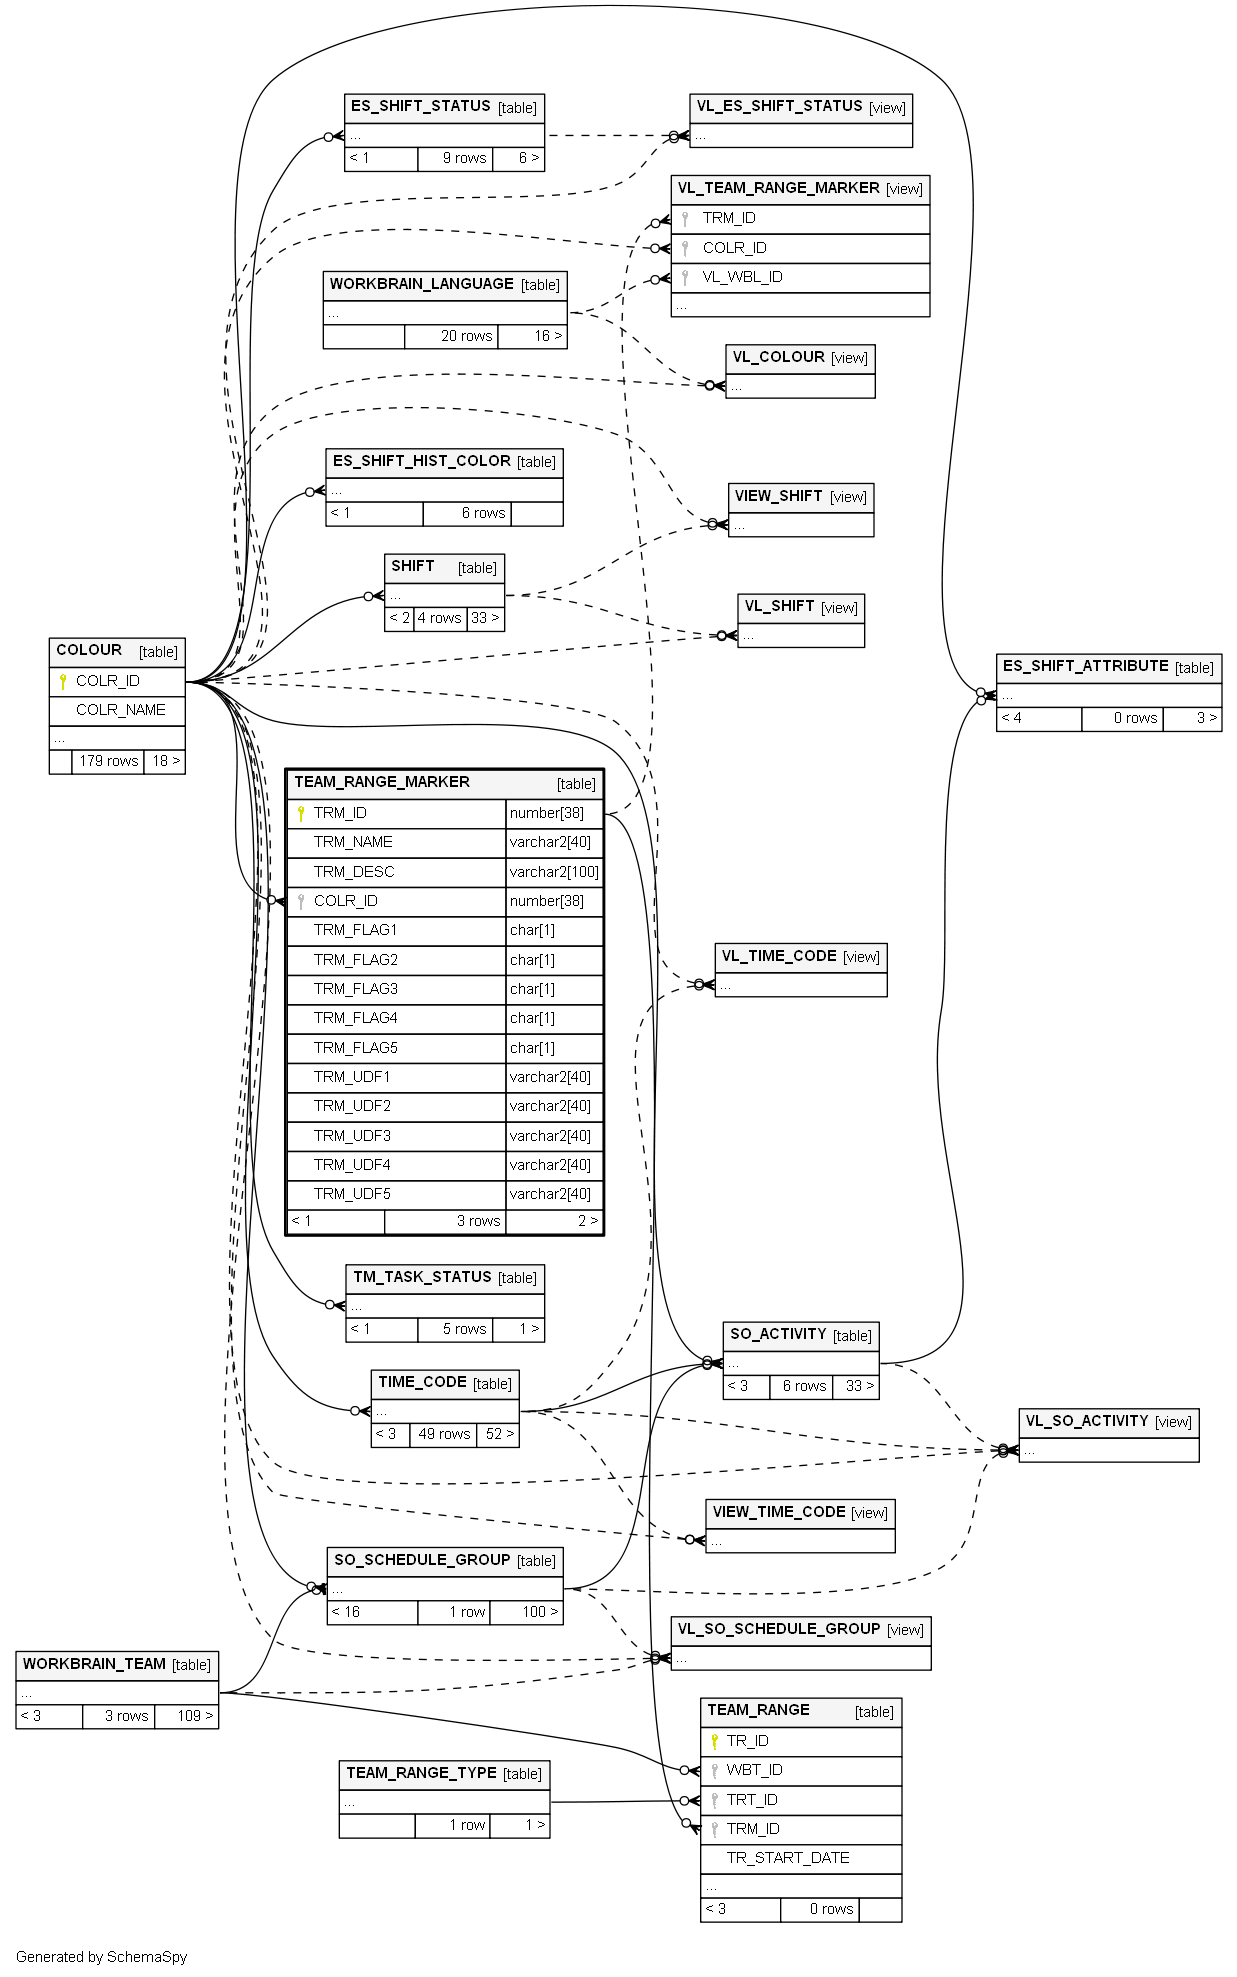 ES_SHIFT_STATUS [table]
...
< 1 9 rows 6 >
VL_ES_SHIFT_STATUS [view]
...
VL_TEAM_RANGE_MARKER [view]
TRM_ID
COLR_ID
VL_WBL_ID
...
WORKBRAIN_LANGUAGE [table]
...
20 rows 16 >
VL_COLOUR [view]
...
ES_SHIFT_HIST_COLOR [table]
...
< 1 6 rows
VIEW_SHIFT [view]
...
SHIFT [table]
...
< 2 4 rows 33 >
VL_SHIFT [view]
...
COLOUR [table]
COLR_ID
COLR_NAME
...
179 rows 18 >
ES_SHIFT_ATTRIBUTE [table]
...
< 4 0 rows 3 >
TEAM_RANGE_MARKER [table]
TRM_ID number[38]
TRM_NAME varchar2[40]
TRM_DESC varchar2[100]
COLR_ID number[38]
TRM_FLAG1 char[1]
TRM_FLAG2 char[1]
TRM_FLAG3 char[1]
TRM_FLAG4 char[1]
TRM_FLAG5 char[1]
TRM_UDF1 varchar2[40]
TRM_UDF2 varchar2[40]
TRM_UDF3 varchar2[40]
TRM_UDF4 varchar2[40]
TRM_UDF5 varchar2[40]
< 1 3 rows 2 >
VL_TIME_CODE [view]
...
TM_TASK_STATUS [table]
...
< 1 5 rows 1 >
SO_ACTIVITY [table]
...
< 3 6 rows 33 >
TIME_CODE [table]
...
< 3 49 rows 52 >
VL_SO_ACTIVITY [view]
...
VIEW_TIME_CODE [view]
...
SO_SCHEDULE_GROUP [table]
...
< 16 1 row 100 >
VL_SO_SCHEDULE_GROUP [view]
...
WORKBRAIN_TEAM [table]
...
< 3 3 rows 109 >
TEAM_RANGE [table]
TR_ID
WBT_ID
TRT_ID
TRM_ID
TR_START_DATE
...
< 3 0 rows
TEAM_RANGE_TYPE [table]
...
1 row 1 >
Generated by SchemaSpy